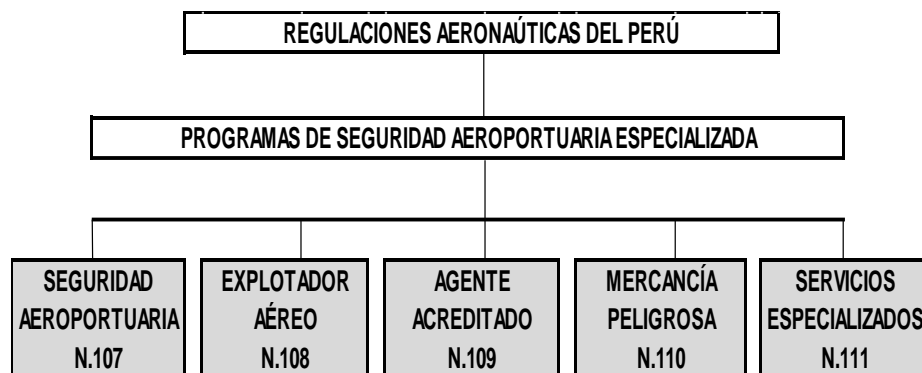 REGULACIONES AERONAÚTICAS DEL PERÚ
PROGRAMAS DE SEGURIDAD AEROPORTUARIA ESPECIALIZADA
SEGURIDAD
AEROPORTUARIA
N.107
EXPLOTADOR
AÉREO
N.108
AGENTE
ACREDITADO
N.109
MERCANCÍA
PELIGROSA
N.110
SERVICIOS
ESPECIALIZADOS
N.111